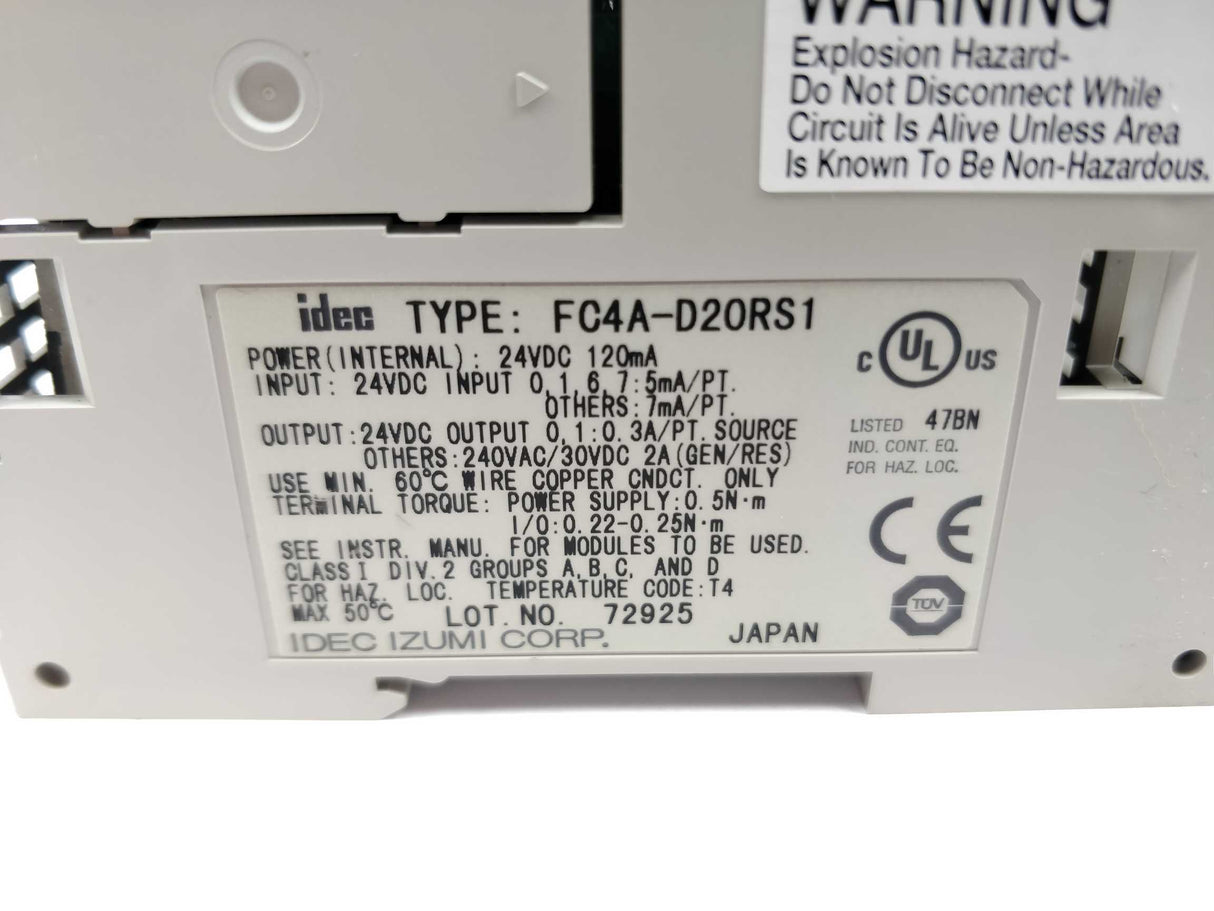 WARNING
Explosion Hazard-
Do Not Disconnect While
Circuit Is Alive Unless Area
Is Known To Be Non-Hazardous.
idec TYPE: FC4A-D20RS1
POWER(INTERNAL): 24VDC 120mA
INPUT: 24VDC INPUT 0,1,6,7:5mA/PT.
OTHERS:7mA/PT.
OUTPUT:24VDC OUTPUT 0,1:0.3A/PT.SOURCE
OTHERS:240VAC/30VDC 2A(GEN/RES)
USE MIN. 60°C WIRE COPPER CNDCT. ONLY
TERMINAL TORQUE: POWER SUPPLY:0.5N·m
I/O:0.22-0.25N·m
SEE INSTR. MANU. FOR MODULES TO BE USED.
CLASS I DIV.2 GROUPS A,B,C, AND D
FOR HAZ. LOC. TEMPERATURE CODE:T4
MAX 50°C LOT.NO. 72925
IDEC IZUMI CORP. JAPAN
C UL US
LISTED 47BN
IND. CONT. EQ.
FOR HAZ. LOC.
CE
TÜV